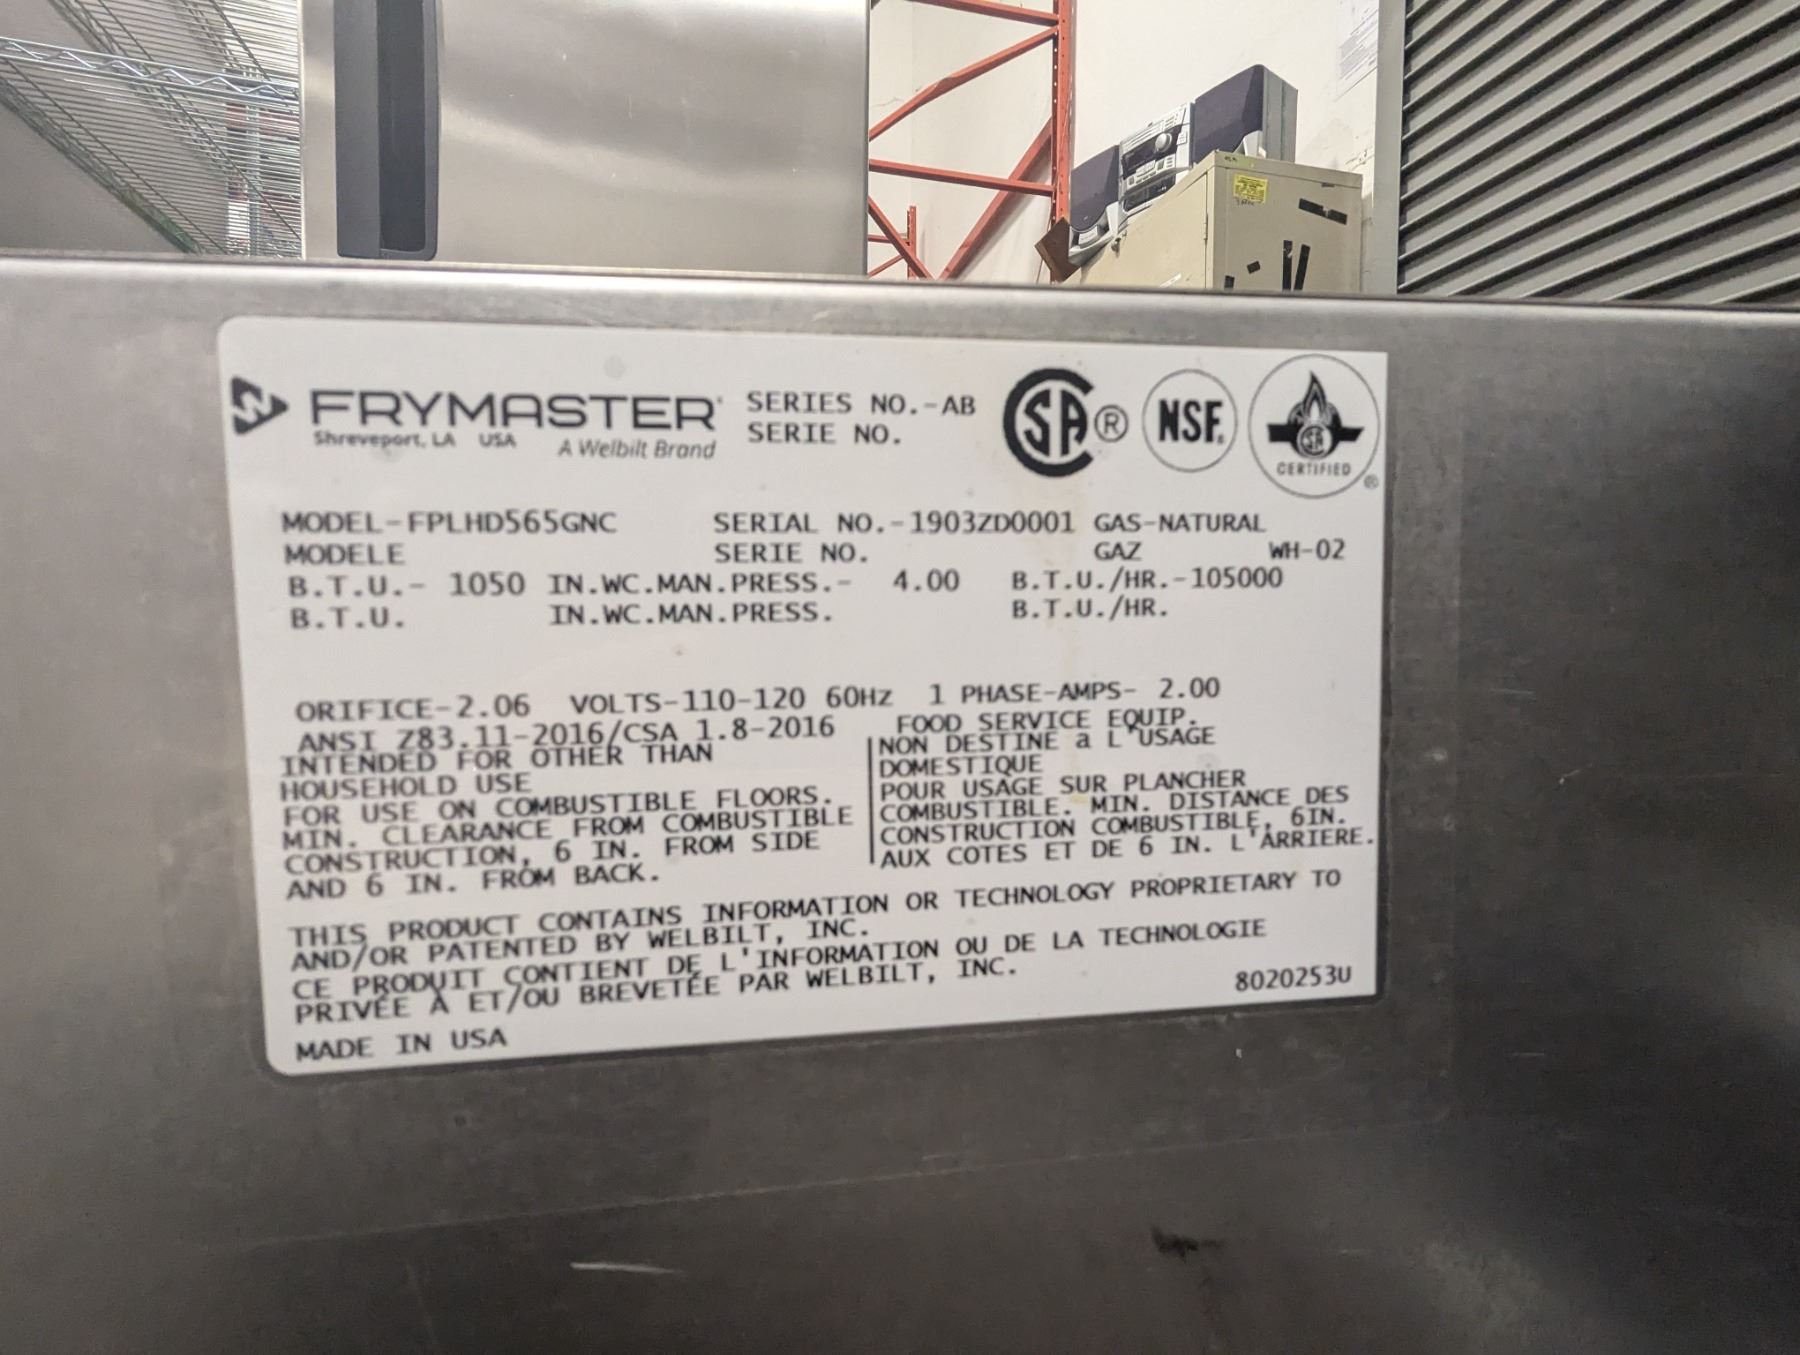 FRYMASTER
Shreveport, LA USA
A Welbilt Brand
SERIES NO.-AB
SERIE NO.
SA ®
NSF®
SA
CERTIFIED ®
MODEL-FPLHD565GNC SERIAL NO.-1903ZD0001 GAS-NATURAL
MODELE SERIE NO. GAZ WH-02
B.T.U.- 1050 IN.WC.MAN.PRESS.- 4.00 B.T.U./HR.-105000
B.T.U. IN.WC.MAN.PRESS. B.T.U./HR.
ORIFICE-2.06 VOLTS-110-120 60HZ 1 PHASE-AMPS- 2.00
ANSI Z83.11-2016/CSA 1.8-2016 FOOD SERVICE EQUIP.
INTENDED FOR OTHER THAN
HOUSEHOLD USE
FOR USE ON COMBUSTIBLE FLOORS.
MIN. CLEARANCE FROM COMBUSTIBLE
CONSTRUCTION, 6 IN. FROM SIDE
AND 6 IN. FROM BACK.
NON DESTINE a L'USAGE
DOMESTIQUE
POUR USAGE SUR PLANCHER
COMBUSTIBLE. MIN. DISTANCE DES
CONSTRUCTION COMBUSTIBLE, 6IN.
AUX COTES ET DE 6 IN. L'ARRIERE.
THIS PRODUCT CONTAINS INFORMATION OR TECHNOLOGY PROPRIETARY TO
AND/OR PATENTED BY WELBILT, INC.
CE PRODUIT CONTIENT DE L'INFORMATION OU DE LA TECHNOLOGIE
PRIVÉE À ET/OU BREVETÉE PAR WELBILT, INC.
8020253U
MADE IN USA